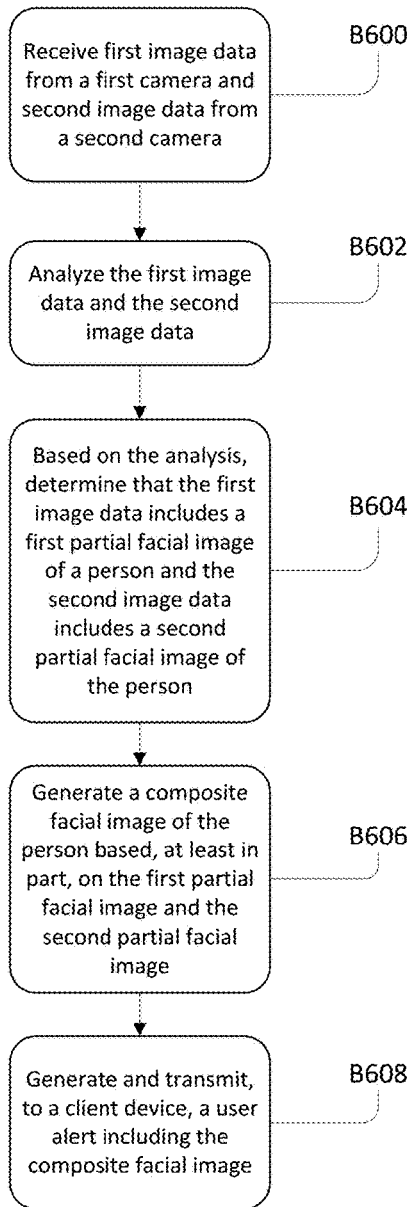 B600
Receive first image data
from a first camera and
second image data from
a second camera
B602
Analyze the first image
data and the second
image data
B604
Based on the analysis,
determine that the first
image data includes a
first partial facial image
of a person and the
second image data
includes a second
partial facial image of
the person
B606
Generate a composite
facial image of the
person based, at least in
part, on the first partial
facial image and the
second partial facial
image
B608
Generate and transmit,
to a client device, a user
alert including the
composite facial image